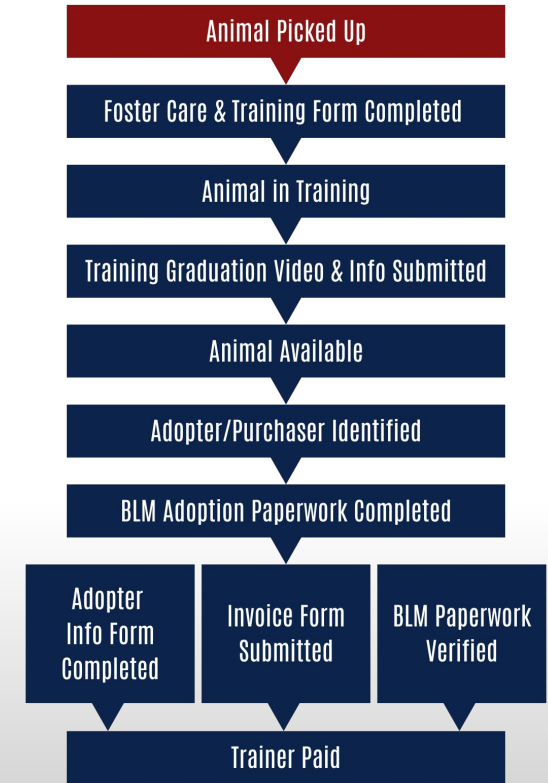 Animal Picked Up
Foster Care & Training Form Completed
Animal in Training
Training Graduation Video & Info Submitted
Animal Available
Adopter/Purchaser Identified
BLM Adoption Paperwork Completed
Adopter
Info Form
Completed
Invoice Form
Submitted
BLM Paperwork
Verified
Trainer Paid